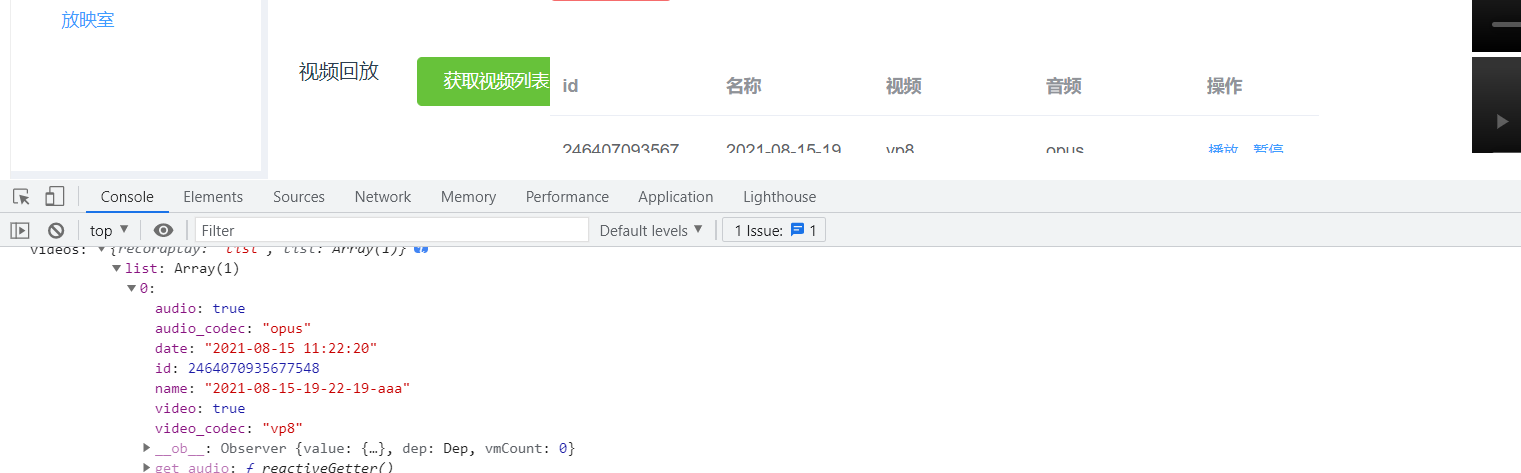 放映室
视频回放
获取视频列表
id 名称 视频 音频 操作
246407093567 2021-08-15-19 vp8 opus 播放 暂停
Console Elements Sources Network Memory Performance Application Lighthouse
top ▼ Filter Default levels ▼ 1 Issue: 1
videos: ▼ {recordplay: "list", list: Array(1)}
▼ list: Array(1)
▼ 0:
audio: true
audio_codec: "opus"
date: "2021-08-15 11:22:20"
id: 2464070935677548
name: "2021-08-15-19-22-19-aaa"
video: true
video_codec: "vp8"
▶ __ob__: Observer {value: {…}, dep: Dep, vmCount: 0}
▶ get audio: ƒ reactiveGetter()